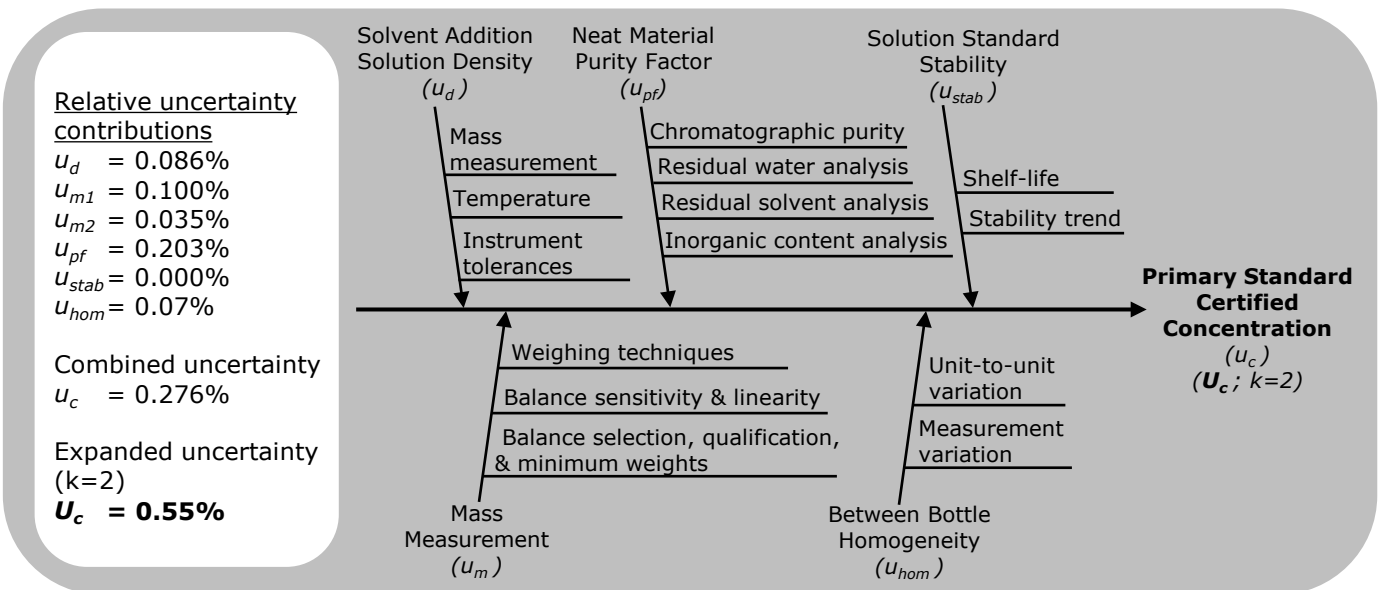 Relative uncertainty
contributions
u_d = 0.086%
u_m1 = 0.100%
u_m2 = 0.035%
u_pf = 0.203%
u_stab = 0.000%
u_hom = 0.07%
Combined uncertainty
u_c = 0.276%
Expanded uncertainty
(k=2)
U_c = 0.55%
Solvent Addition
Solution Density
(u_d)
Mass
measurement
Temperature
Instrument
tolerances
Neat Material
Purity Factor
(u_pf)
Chromatographic purity
Residual water analysis
Residual solvent analysis
Inorganic content analysis
Solution Standard
Stability
(u_stab)
Shelf-life
Stability trend
Primary Standard
Certified
Concentration
(u_c)
(U_c; k=2)
Weighing techniques
Balance sensitivity & linearity
Balance selection, qualification,
& minimum weights
Mass
Measurement
(u_m)
Unit-to-unit
variation
Measurement
variation
Between Bottle
Homogeneity
(u_hom)